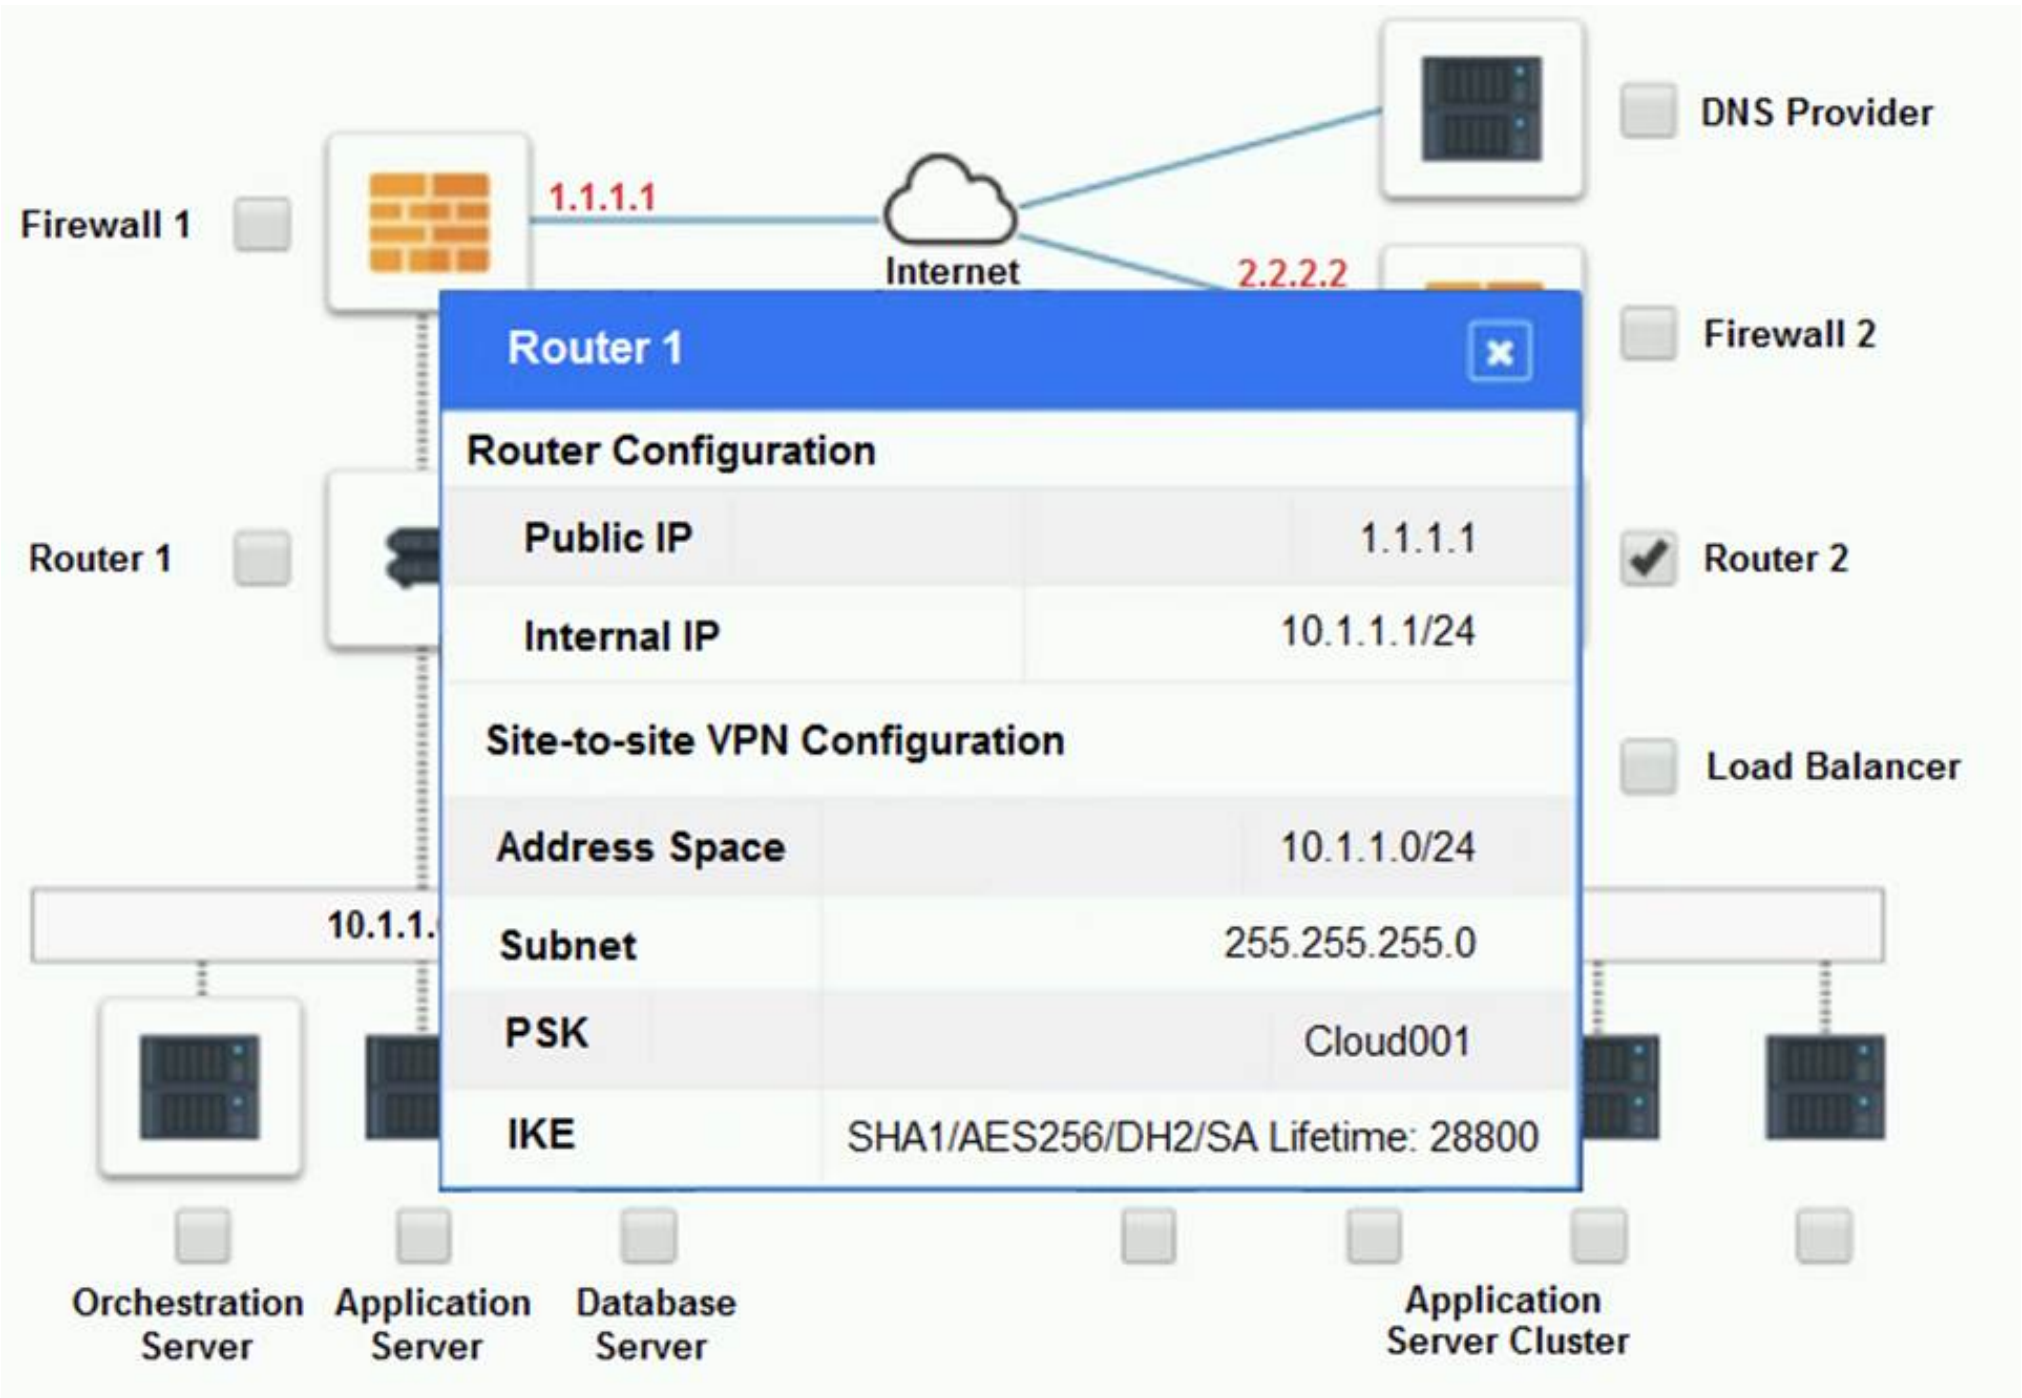 DNS Provider
Firewall 1
1.1.1.1
Internet
2.2.2.2
Firewall 2
Router 1
Router Configuration
Public IP 1.1.1.1
Internal IP 10.1.1.1/24
Router 1
Router 2
Site-to-site VPN Configuration
Load Balancer
Address Space 10.1.1.0/24
10.1.1.
Subnet 255.255.255.0
PSK Cloud001
IKE SHA1/AES256/DH2/SA Lifetime: 28800
Orchestration
Server
Application
Server
Database
Server
Application
Server Cluster